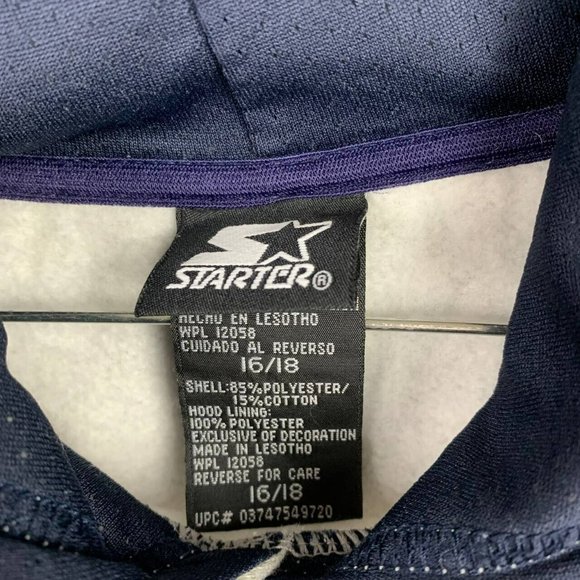 STARTER®
HECHO EN LESOTHO
WPL 12058
CUIDADO AL REVERSO
16/18
SHELL:85%POLYESTER/
15%COTTON
HOOD LINING:
100% POLYESTER
EXCLUSIVE OF DECORATION
MADE IN LESOTHO
WPL 12058
REVERSE FOR CARE
16/18
UPC# 03747549720